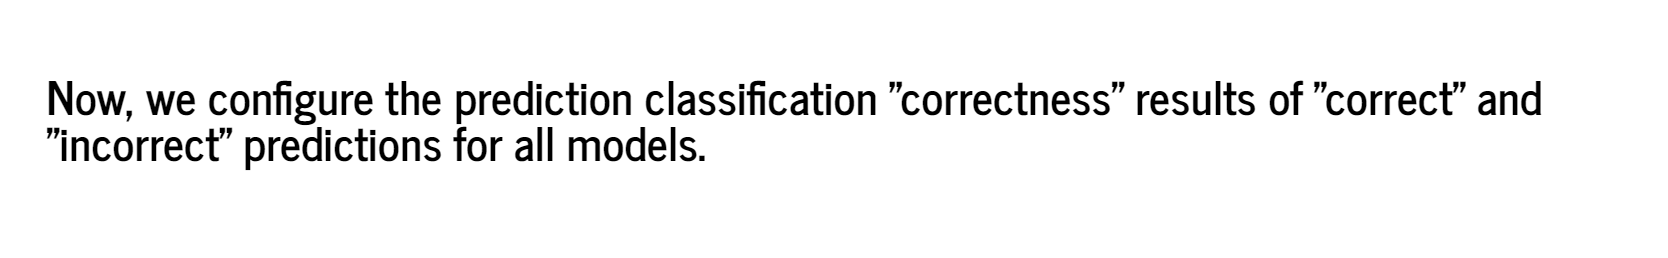 Now, we configure the prediction classification ”correctness” results of ”correct” and
”incorrect” predictions for all models.